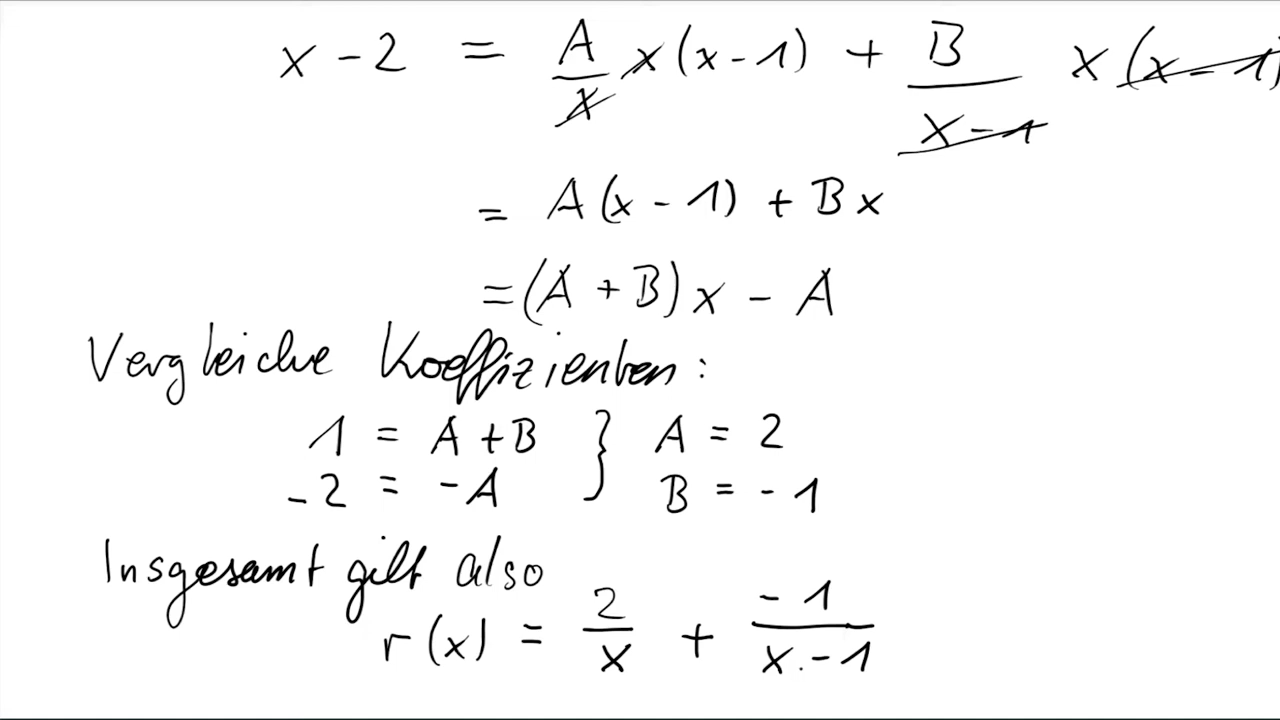 x - 2 = A/x x(x-1) + B/(x-1) x(x-1)
= A(x-1) + Bx
= (A+B)x - A
Vergleiche Koeffizienten:
1 = A+B } A = 2
-2 = -A B = -1
Insgesamt gilt also
r(x) = 2/x + -1/(x-1)